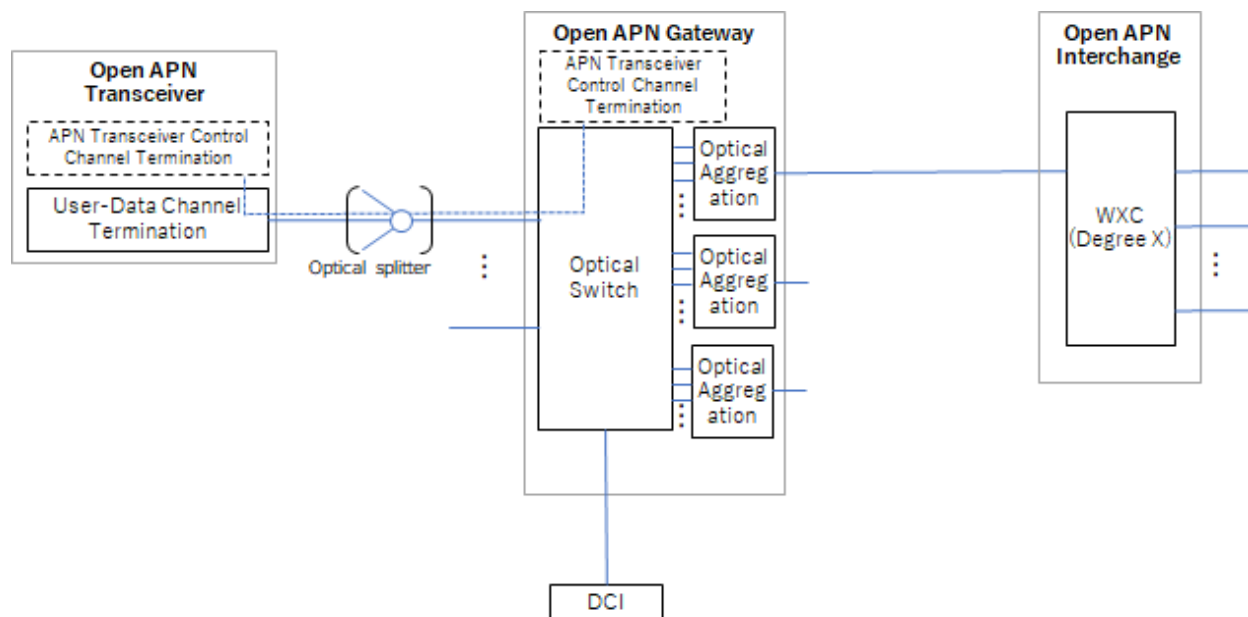 Open APN
Transceiver
APN Transceiver Control
Channel Termination
User-Data Channel
Termination
Optical splitter
Open APN Gateway
APN Transceiver
Control Channel
Termination
Optical
Switch
Optical
Aggreg
ation
Optical
Aggreg
ation
Optical
Aggreg
ation
DCI
Open APN
Interchange
WXC
(Degree X)